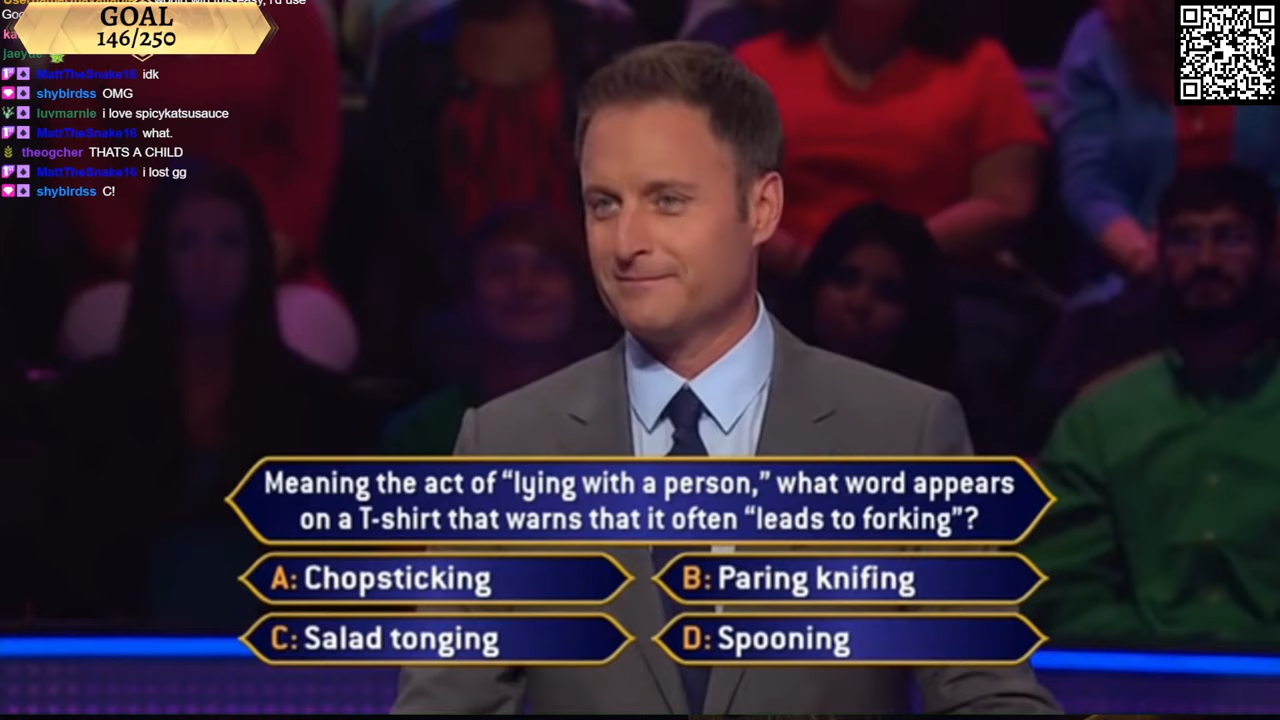 GOAL
146/250
MattTheSnake16 idk
shybirdss OMG
luvmarnie i love spicykatsusauce
MattTheSnake16 what.
theogcher THATS A CHILD
MattTheSnake16 i lost gg
shybirdss C!
Meaning the act of “lying with a person,” what word appears
on a T-shirt that warns that it often “leads to forking”?
A: Chopsticking
B: Paring knifing
C: Salad tonging
D: Spooning